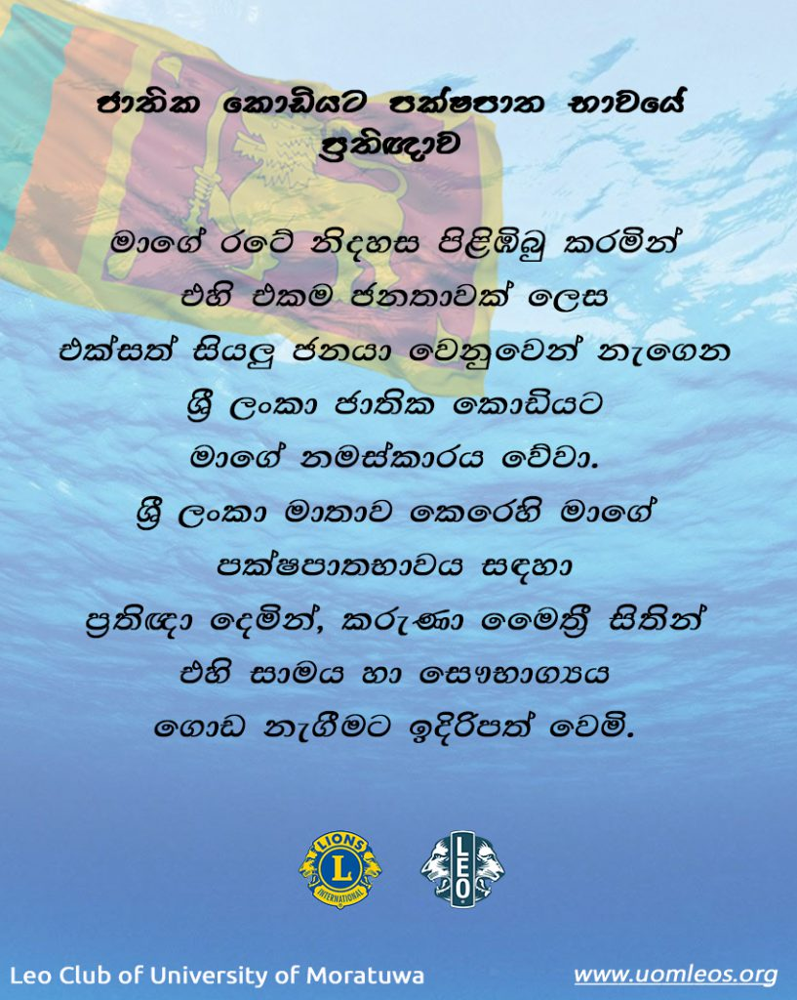 ජාතික කොඩියට පක්ෂපාත භාවයේ
ප්‍රතිඥාව
මාගේ රටේ නිදහස පිළිඹිබු කරමින්
එහි එකම ජනතාවක් ලෙස
එක්සත් සියලු ජනයා වෙනුවෙන් නැගෙන
ශ්‍රී ලංකා ජාතික කොඩියට
මාගේ නමස්කාරය වේවා.
ශ්‍රී ලංකා මාතාව කෙරෙහි මාගේ
පක්ෂපාතභාවය සඳහා
ප්‍රතිඥා දෙමින්, කරුණා මෛත්‍රී සිතින්
එහි සාමය හා සෞභාග්‍යය
ගොඩ නැගීමට ඉදිරිපත් වෙමි.
LIONS
L
INTERNATIONAL
LEO
Leo Club of University of Moratuwa
www.uomleos.org